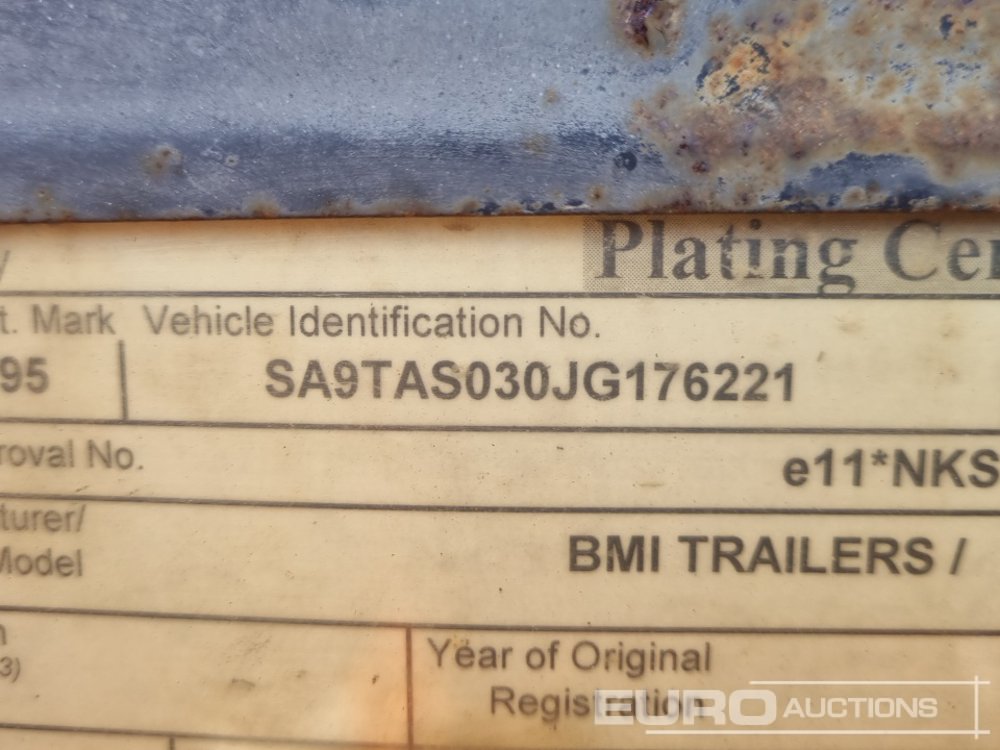 Plating
t. Mark Vehicle Identification No.
95 SA9TAS030JG176221
roval No. e11*NKS
turer/
Model BMI TRAILERS /
3)
Year of Original
Registration
EURO AUCTIONS